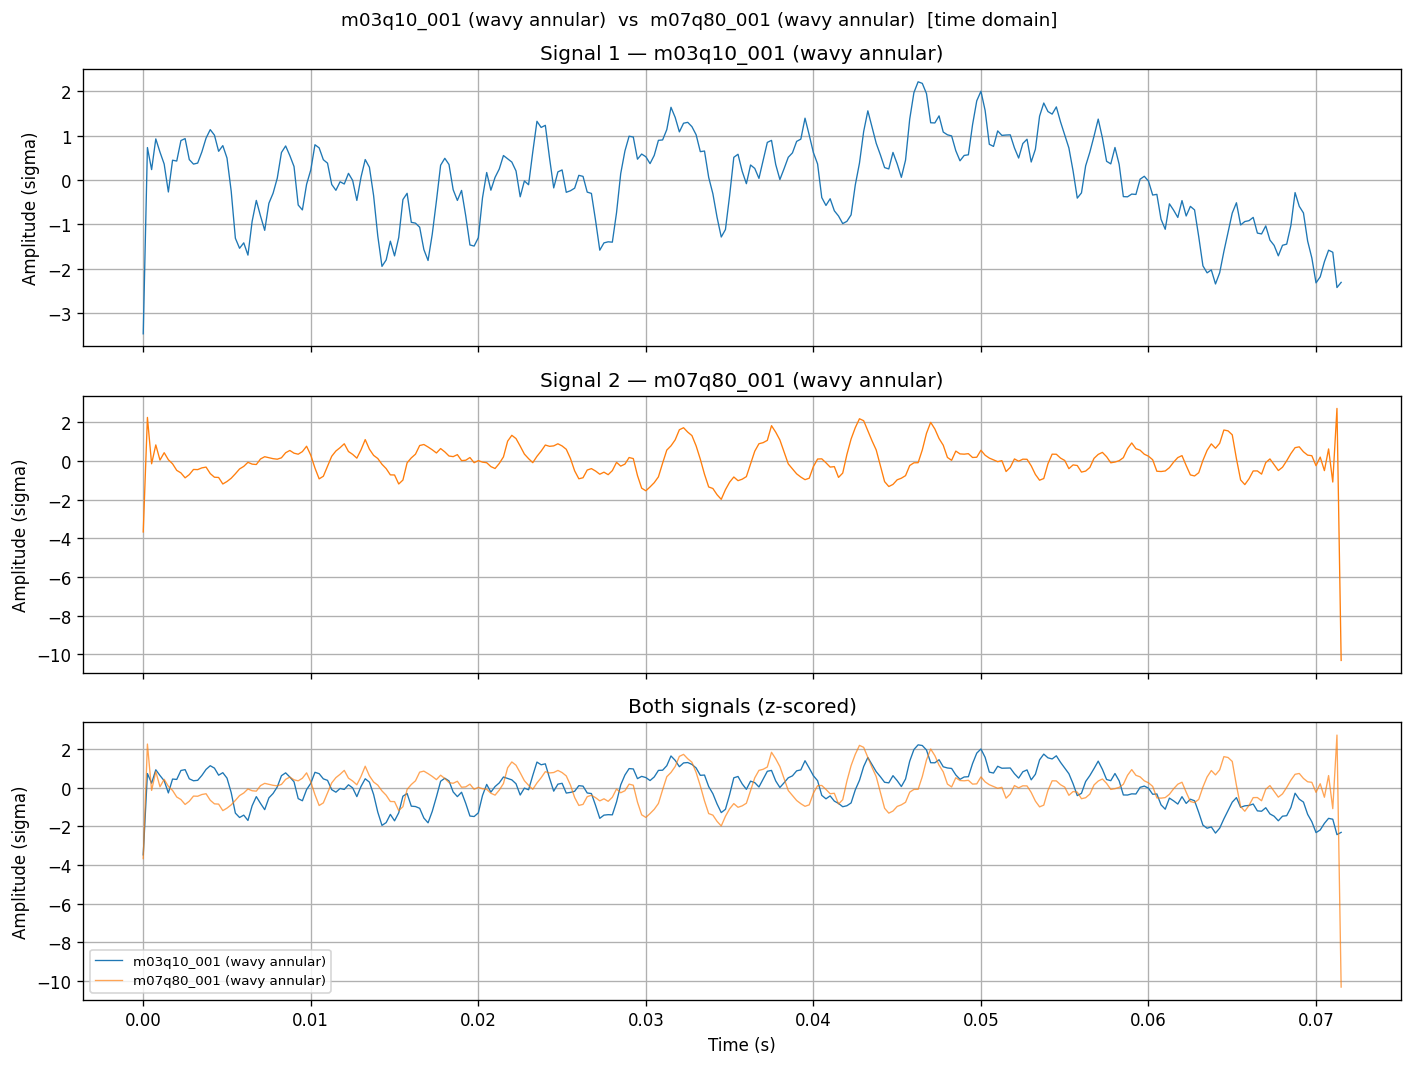 m03q10_001 (wavy annular)  vs  m07q80_001 (wavy annular)  [time domain]
Signal 1 — m03q10_001 (wavy annular)
Amplitude (sigma)
2
1
0
−1
−2
−3
Signal 2 — m07q80_001 (wavy annular)
Amplitude (sigma)
2
0
−2
−4
−6
−8
−10
Both signals (z-scored)
Amplitude (sigma)
2
0
−2
−4
−6
−8
−10
m03q10_001 (wavy annular)
m07q80_001 (wavy annular)
0.00 0.01 0.02 0.03 0.04 0.05 0.06 0.07
Time (s)